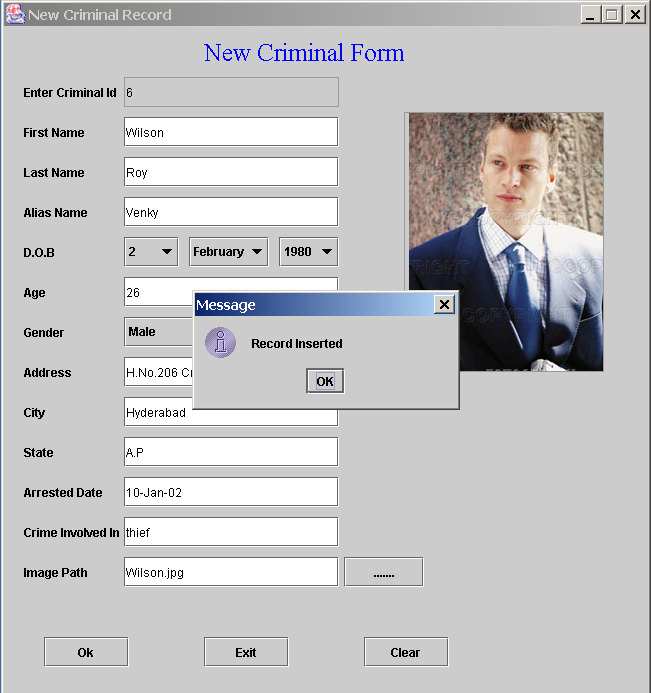 New Criminal Record
New Criminal Form
Enter Criminal Id 6
First Name Wilson
Last Name Roy
Alias Name Venky
D.O.B 2 February 1980
Age 26
Message
Gender Male
Record Inserted
Address H.No.206
OK
City Hyderabad
State A.P
Arrested Date 10-Jan-02
Crime Involved In thief
Image Path Wilson.jpg .......
Ok Exit Clear